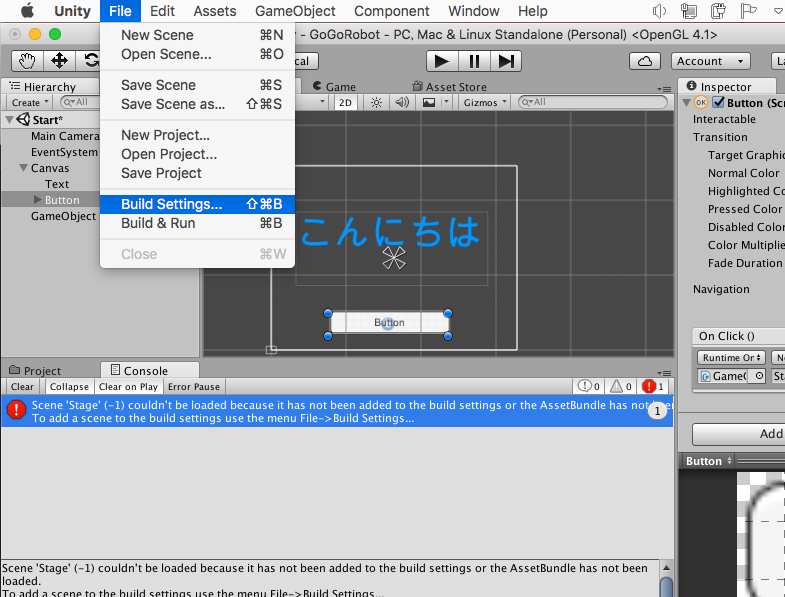 Unity File Edit Assets GameObject Component Window Help
- GoGoRobot - PC, Mac & Linux Standalone (Personal) <OpenGL 4.1>
New Scene ⌘N
Open Scene... ⌘O
Save Scene ⌘S
Save Scene as... ⇧⌘S
New Project...
Open Project...
Save Project
Build Settings... ⇧⌘B
Build & Run ⌘B
Close ⌘W
Account
Hierarchy
Create All
Start*
Main Camera
EventSystem
Canvas
Text
Button
GameObject
Game Asset Store
2D Gizmos All
こんにちは
Button
Inspector
Button (Sc
Interactable
Transition
Target Graphic
Normal Color
Highlighted Co
Pressed Color
Disabled Color
Color Multiplie
Fade Duration
Navigation
On Click ()
Runtime On
GameO
Sta
Add
Button
Project Console
Clear Collapse Clear on Play Error Pause 0 0 1
Scene 'Stage' (-1) couldn't be loaded because it has not been added to the build settings or the AssetBundle has not been
To add a scene to the build settings use the menu File->Build Settings...
1
Scene 'Stage' (-1) couldn't be loaded because it has not been added to the build settings or the AssetBundle has not been
loaded.
To add a scene to the build settings use the menu File->Build Settings...